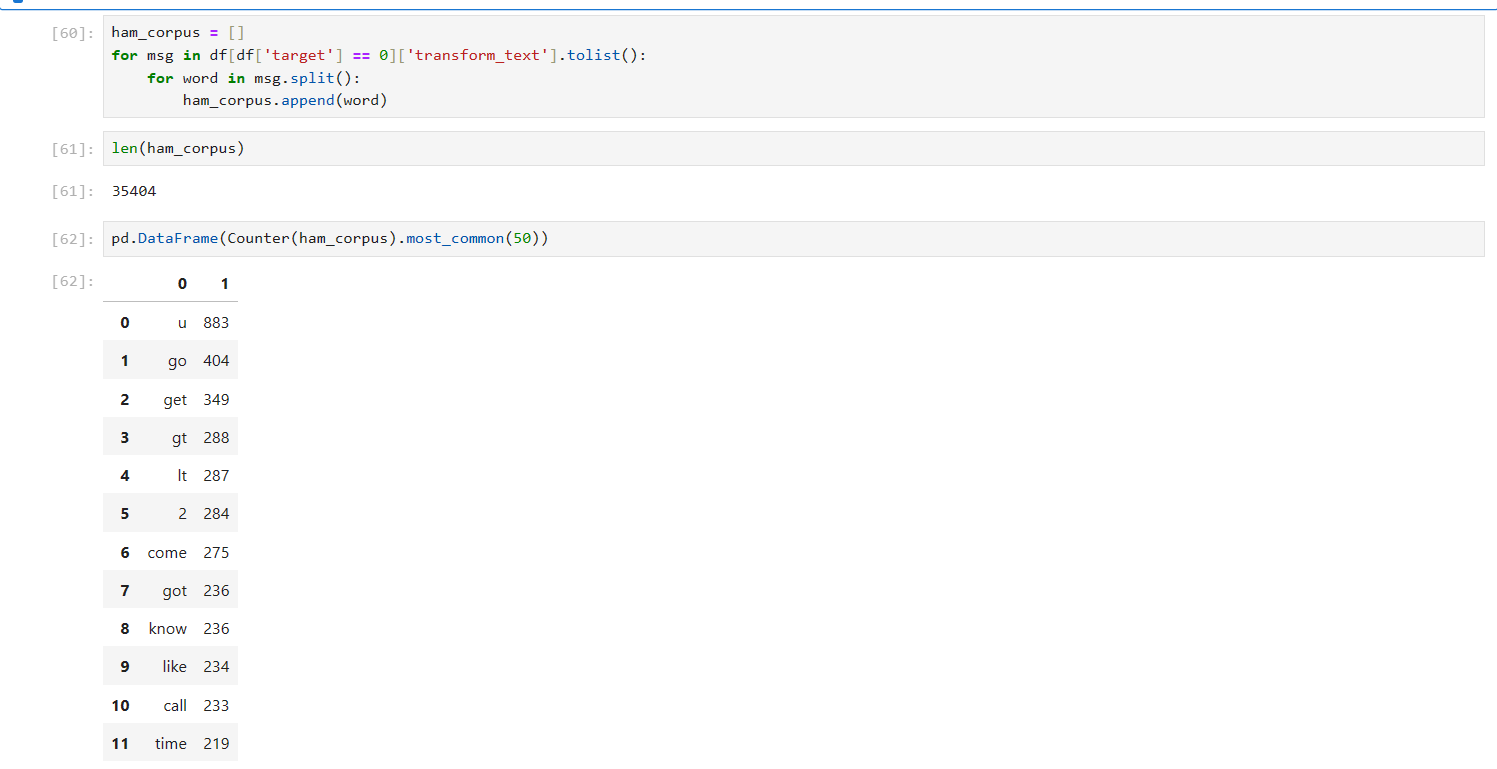 [60]: ham_corpus = []
for msg in df[df['target'] == 0]['transform_text'].tolist():
    for word in msg.split():
        ham_corpus.append(word)
[61]: len(ham_corpus)
[61]: 35404
[62]: pd.DataFrame(Counter(ham_corpus).most_common(50))
[62]: 0 1
0 u 883
1 go 404
2 get 349
3 gt 288
4 lt 287
5 2 284
6 come 275
7 got 236
8 know 236
9 like 234
10 call 233
11 time 219